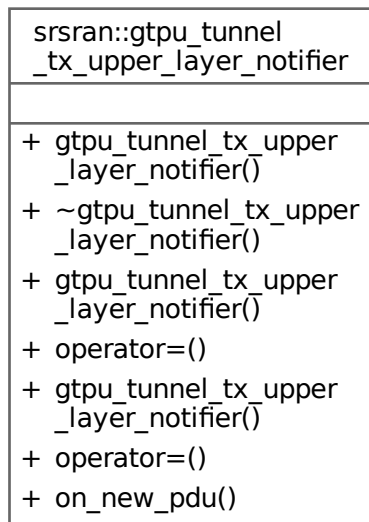 srsran::gtpu_tunnel
_tx_upper_layer_notifier
+ gtpu_tunnel_tx_upper
_layer_notifier()
+ ~gtpu_tunnel_tx_upper
_layer_notifier()
+ gtpu_tunnel_tx_upper
_layer_notifier()
+ operator=()
+ gtpu_tunnel_tx_upper
_layer_notifier()
+ operator=()
+ on_new_pdu()